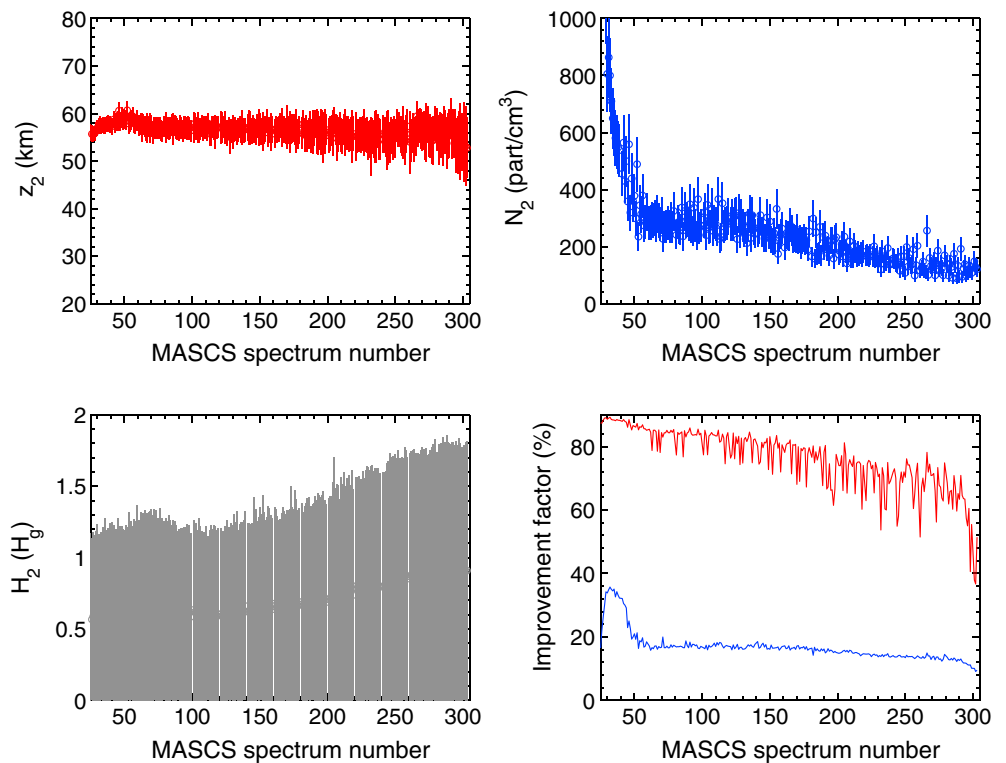 80
70
60
50
40
30
20
z2 (km)
50 100 150 200 250 300
MASCS spectrum number
1000
800
600
400
200
0
N2 (part/cm3)
50 100 150 200 250 300
MASCS spectrum number
2
1.5
1
0.5
0
H2 (Hg)
50 100 150 200 250 300
MASCS spectrum number
80
60
40
20
0
Improvement factor (%)
50 100 150 200 250 300
MASCS spectrum number